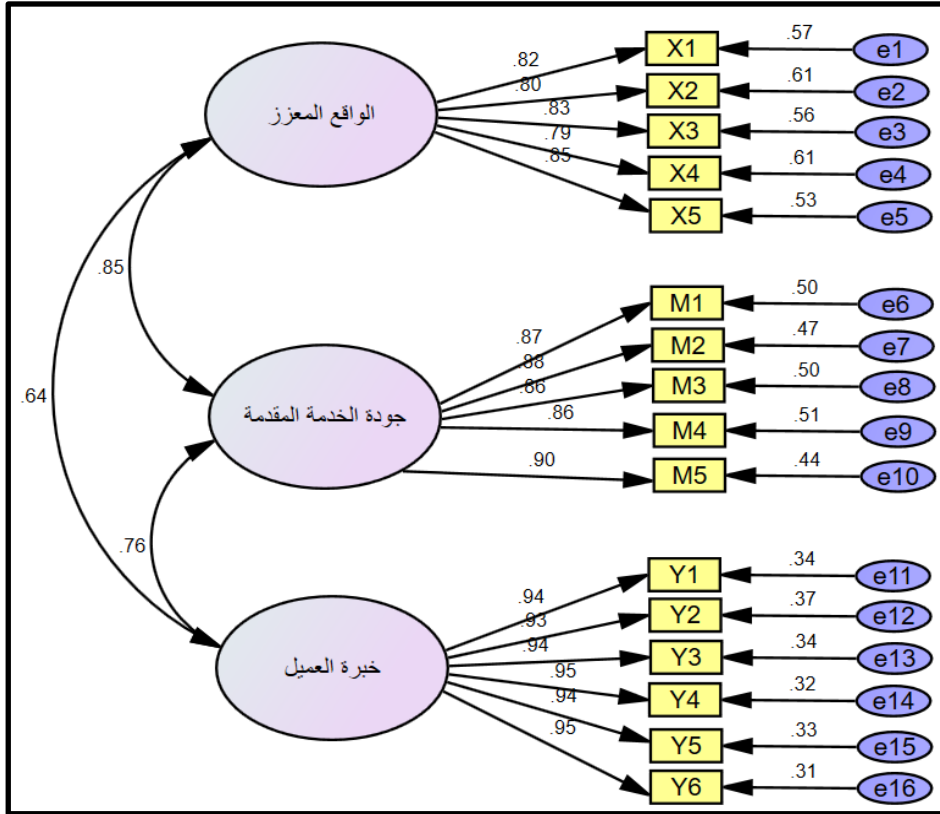 .57
X1
e1
.82
.61
X2
e2
.80
الواقع المعزز
.56
X3
e3
.83
.61
X4
e4
.79
.53
X5
e5
.85
.85
.50
M1
e6
.87
.47
M2
e7
.88
.50
M3
e8
.86
.64
جودة الخدمة المقدمة
.86
.51
M4
e9
.90
.44
M5
e10
.76
.34
Y1
e11
.94
.37
Y2
e12
.93
.34
Y3
e13
.94
خبرة العميل
.32
Y4
e14
.95
.33
Y5
e15
.94
.31
Y6
e16
.95